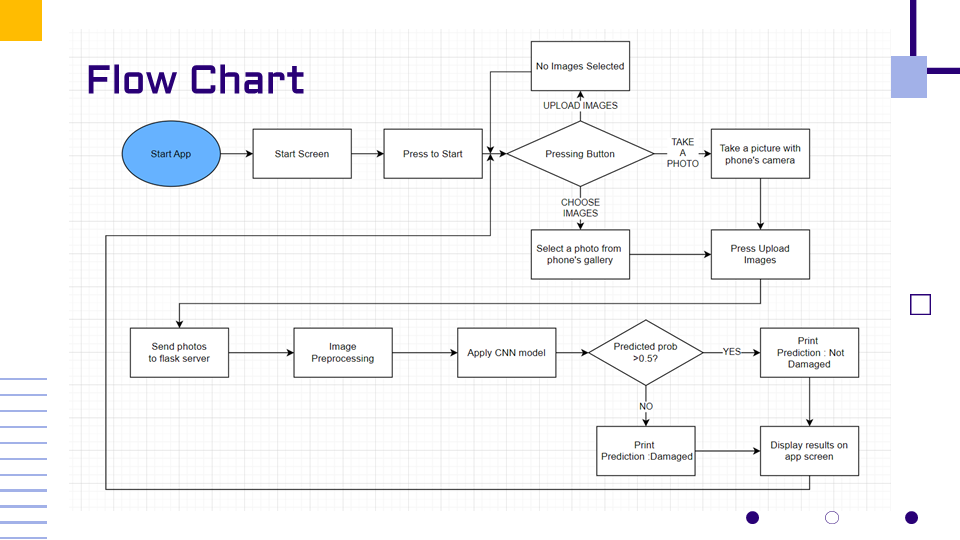 Flow Chart
No Images Selected
UPLOAD IMAGES
Start App
Start Screen
Press to Start
Pressing Button
TAKE
A
PHOTO
Take a picture with
phone's camera
CHOOSE
IMAGES
Select a photo from
phone's gallery
Press Upload
Images
Send photos
to flask server
Image
Preprocessing
Apply CNN model
Predicted prob
>0.5?
YES
Print
Prediction : Not
Damaged
NO
Print
Prediction :Damaged
Display results on
app screen